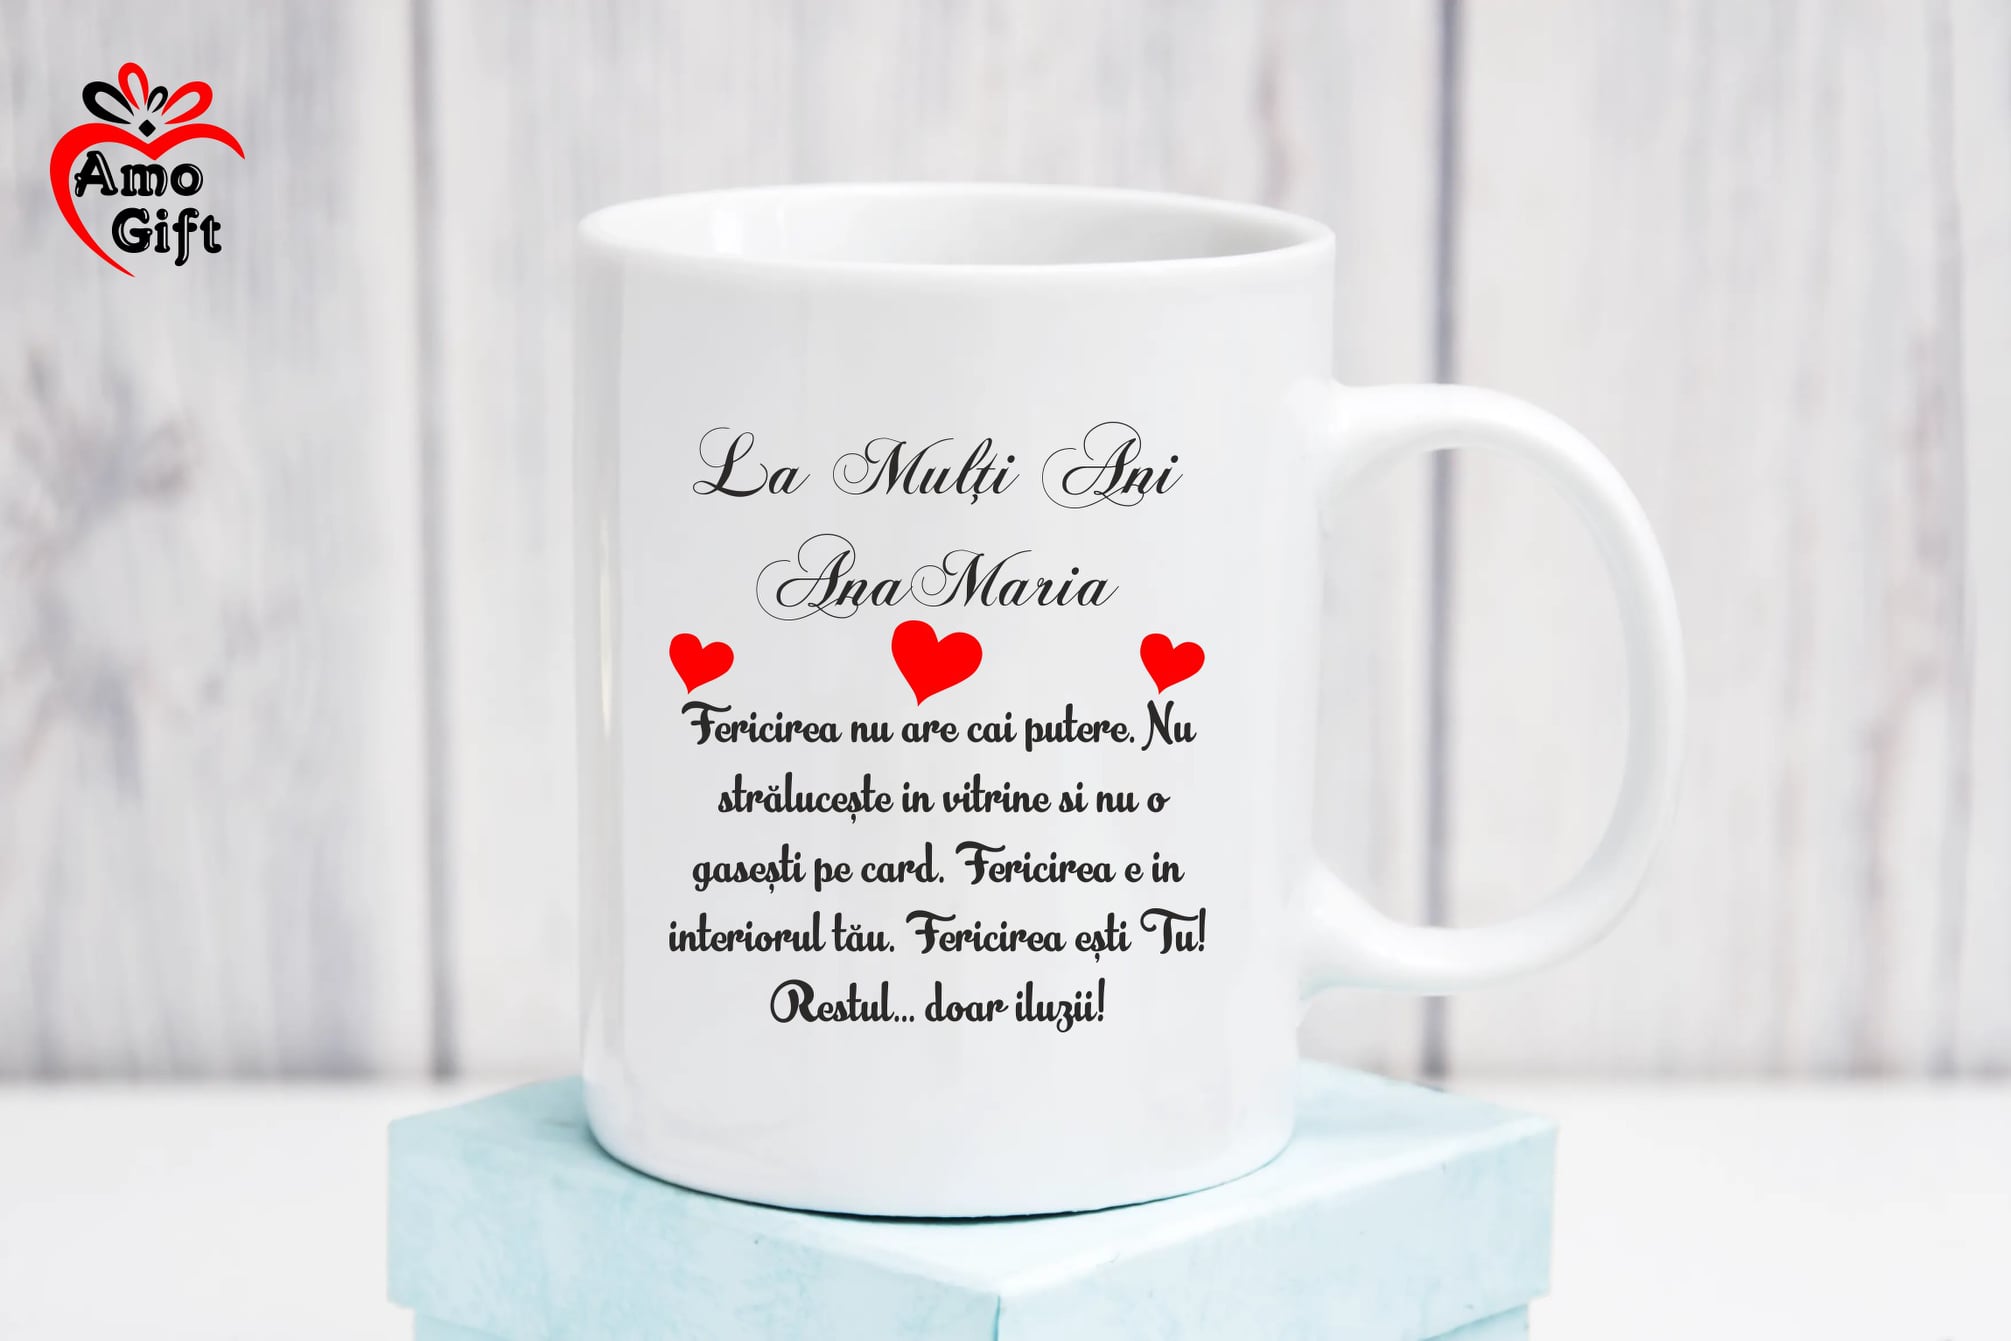 Amo
Gift
La Mulți Ani
AnaMaria
Fericirea nu are cai putere. Nu
strălucește in vitrine si nu o
gasești pe card. Fericirea e in
interiorul tău. Fericirea ești Tu!
Restul... doar iluzii!